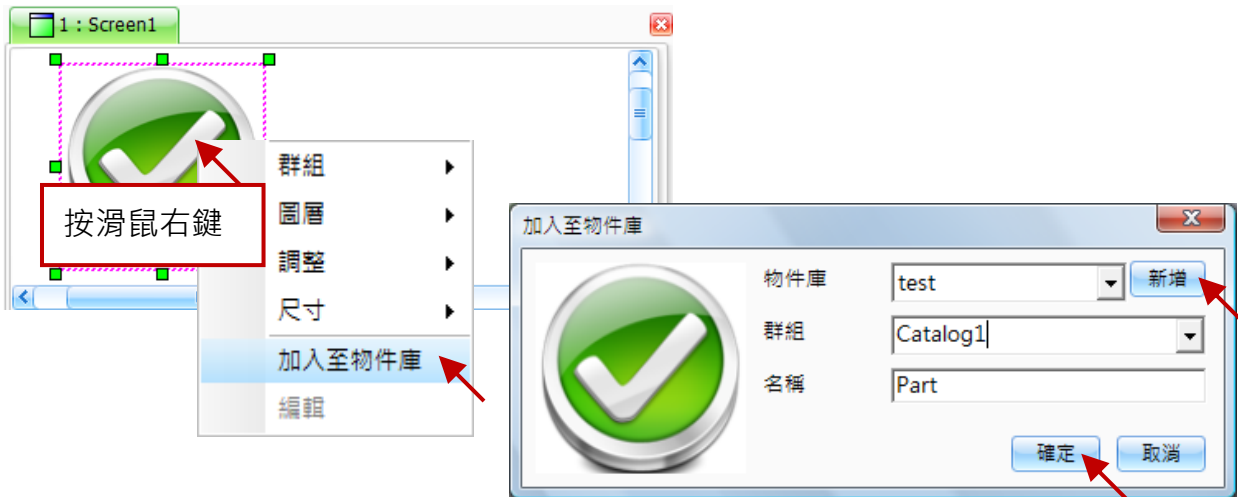 1 : Screen1
按滑鼠右鍵
群組
圖層
調整
尺寸
加入至物件庫
編輯
加入至物件庫
物件庫
test
新增
群組
Catalog1
名稱
Part
確定
取消